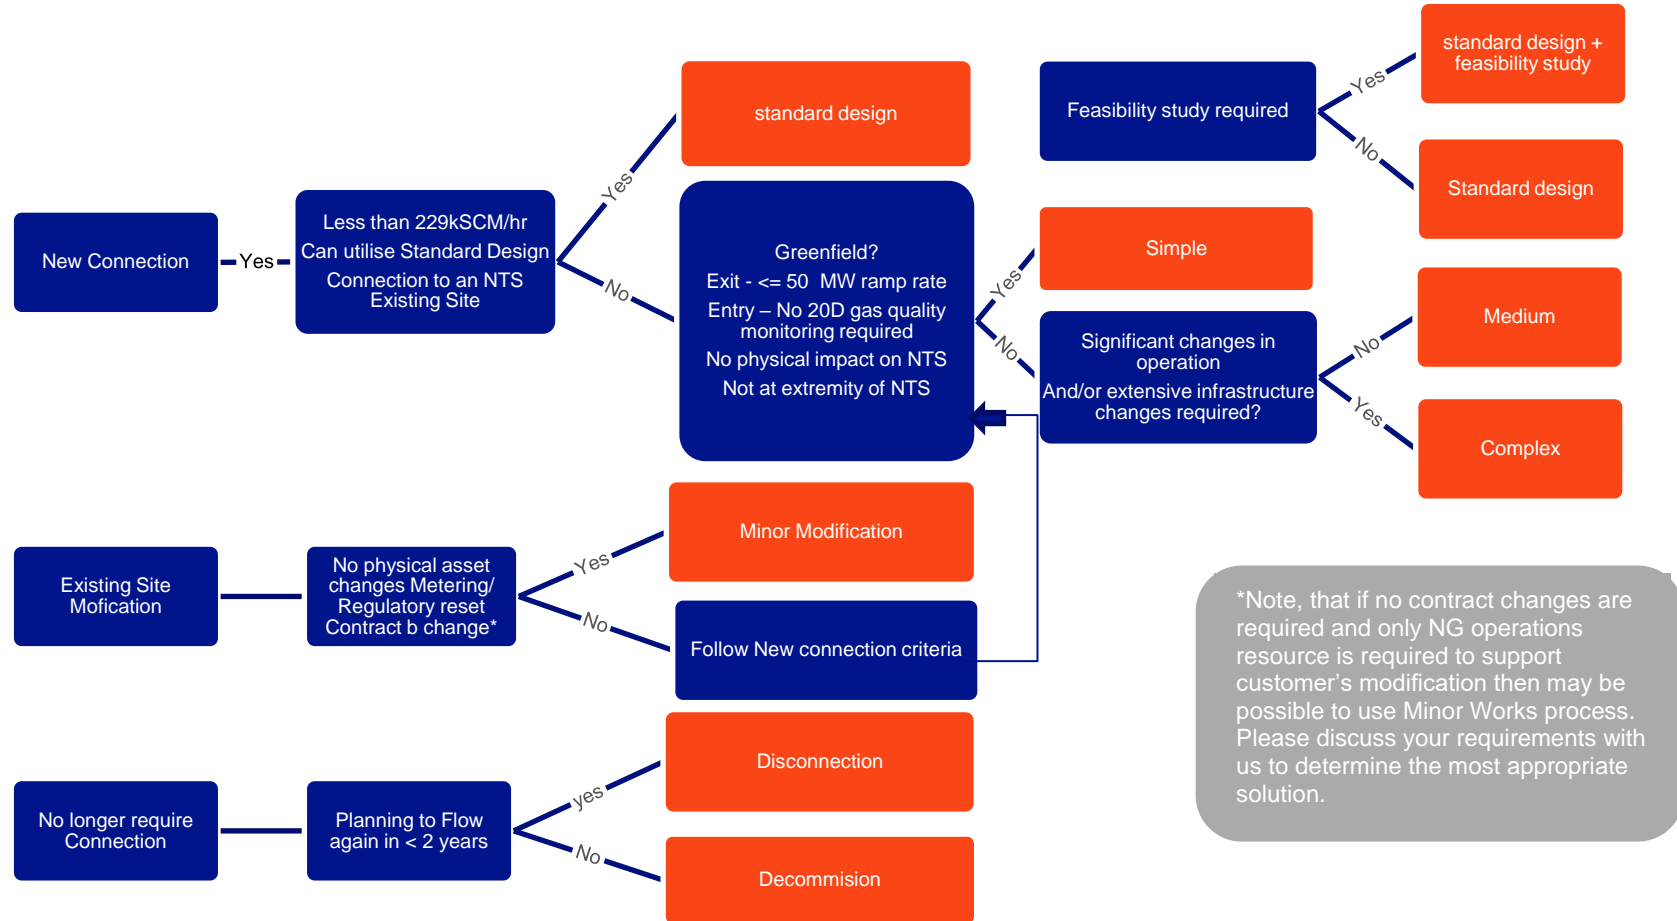 New Connection
Yes
Less than 229kSCM/hr
Can utilise Standard Design
Connection to an NTS
Existing Site
Yes
No
standard design
Greenfield?
Exit - <= 50  MW ramp rate
Entry – No 20D gas quality
monitoring required
No physical impact on NTS
Not at extremity of NTS
Yes
No
Feasibility study required
Yes
No
standard design +
feasibility study
Standard design
Simple
Significant changes in
operation
And/or extensive infrastructure
changes required?
No
Yes
Medium
Complex
Existing Site
Mofication
No physical asset
changes Metering/
Regulatory reset
Contract b change*
Yes
No
Minor Modification
Follow New connection criteria
No longer require
Connection
Planning to Flow
again in < 2 years
yes
No
Disconnection
Decommision
*Note, that if no contract changes are
required and only NG operations
resource is required to support
customer’s modification then may be
possible to use Minor Works process.
Please discuss your requirements with
us to determine the most appropriate
solution.